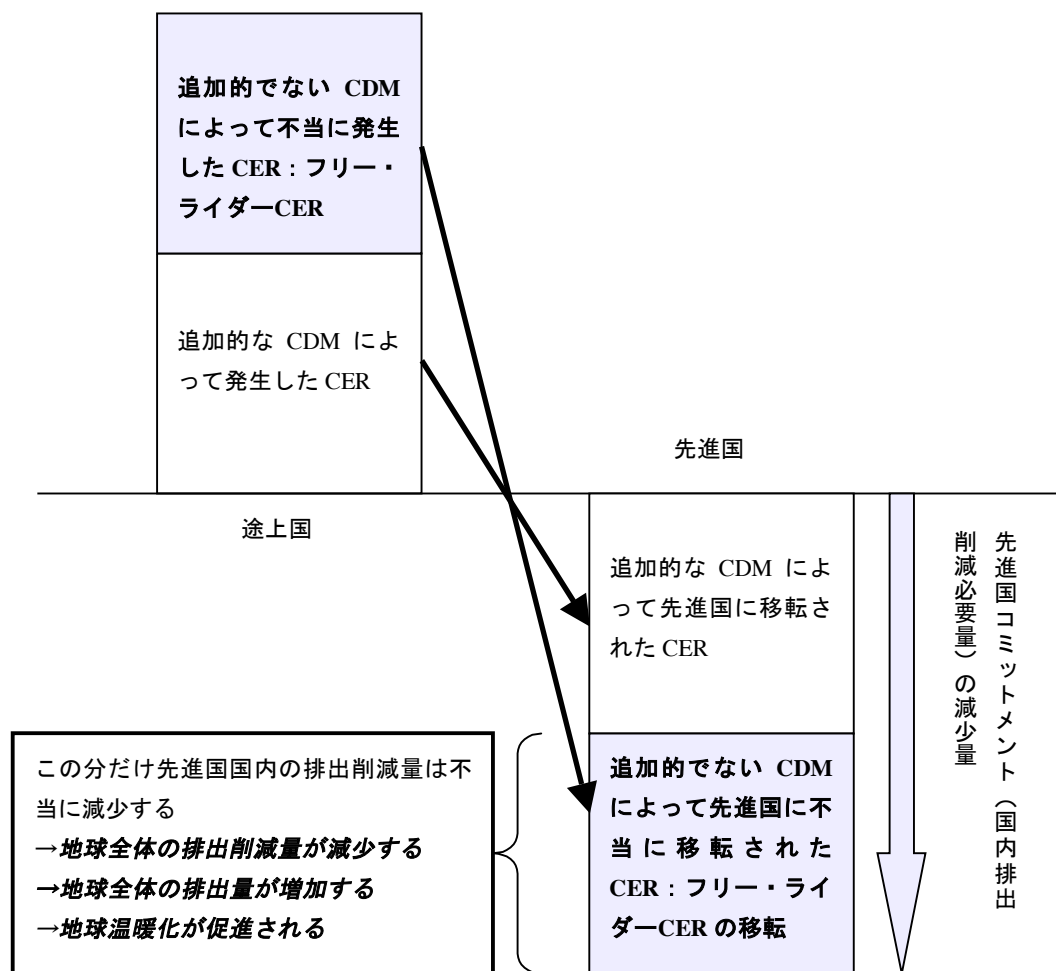 追加的でない CDM
によって不当に発生
した CER：フリー・
ライダーCER
追加的な CDM によ
って発生した CER
先進国
途上国
追加的な CDM によ
って先進国に移転さ
れた CER
先進国コミットメント（国内排出
削減必要量）の減少量
この分だけ先進国国内の排出削減量は不
当に減少する
→地球全体の排出削減量が減少する
→地球全体の排出量が増加する
→地球温暖化が促進される
追加的でない CDM
によって先進国に不
当に移転された
CER：フリー・ライ
ダーCER の移転